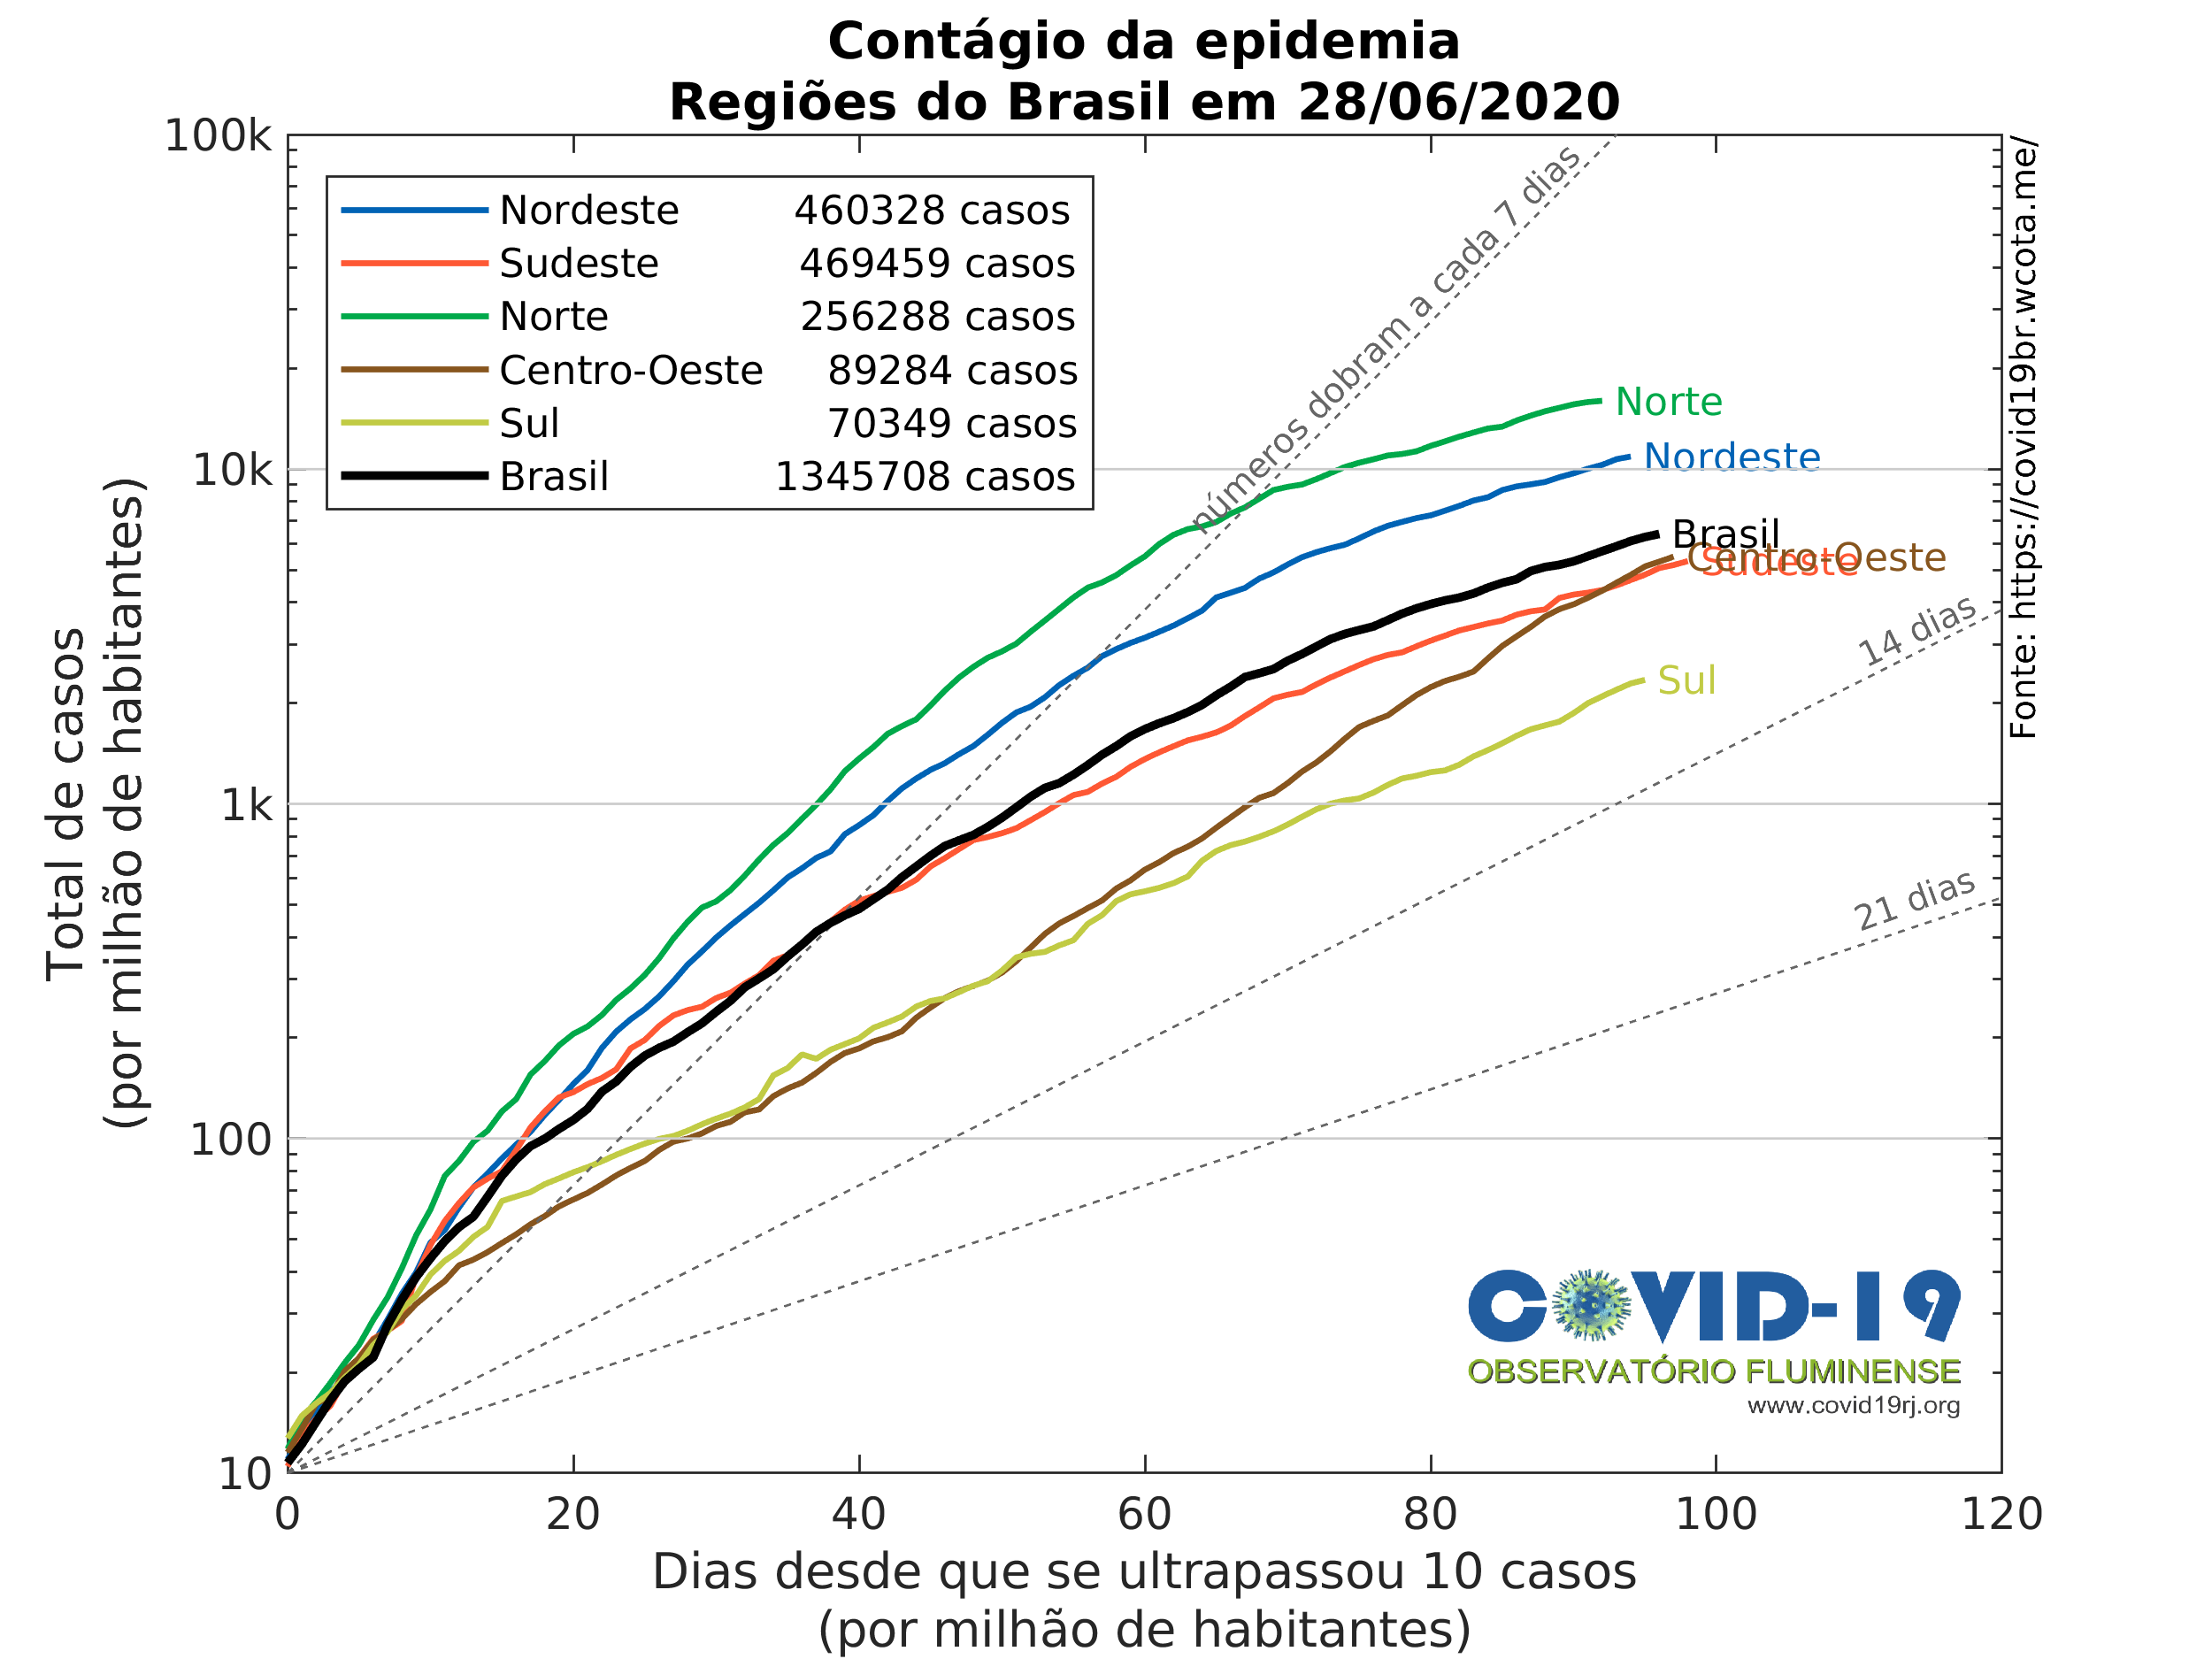 Contágio da epidemia
Regiões do Brasil em 28/06/2020
100k
10k
1k
100
10
Total de casos
(por milhão de habitantes)
Nordeste 460328 casos
Sudeste 469459 casos
Norte 256288 casos
Centro-Oeste 89284 casos
Sul 70349 casos
Brasil 1345708 casos
números dobram a cada 7 dias
Norte
Nordeste
Brasil
Centro-Oeste
Sudeste
14 dias
Sul
21 dias
Fonte: https://covid19br.wcota.me/
COVID-19
OBSERVATÓRIO FLUMINENSE
www.covid19rj.org
0 20 40 60 80 100 120
Dias desde que se ultrapassou 10 casos
(por milhão de habitantes)